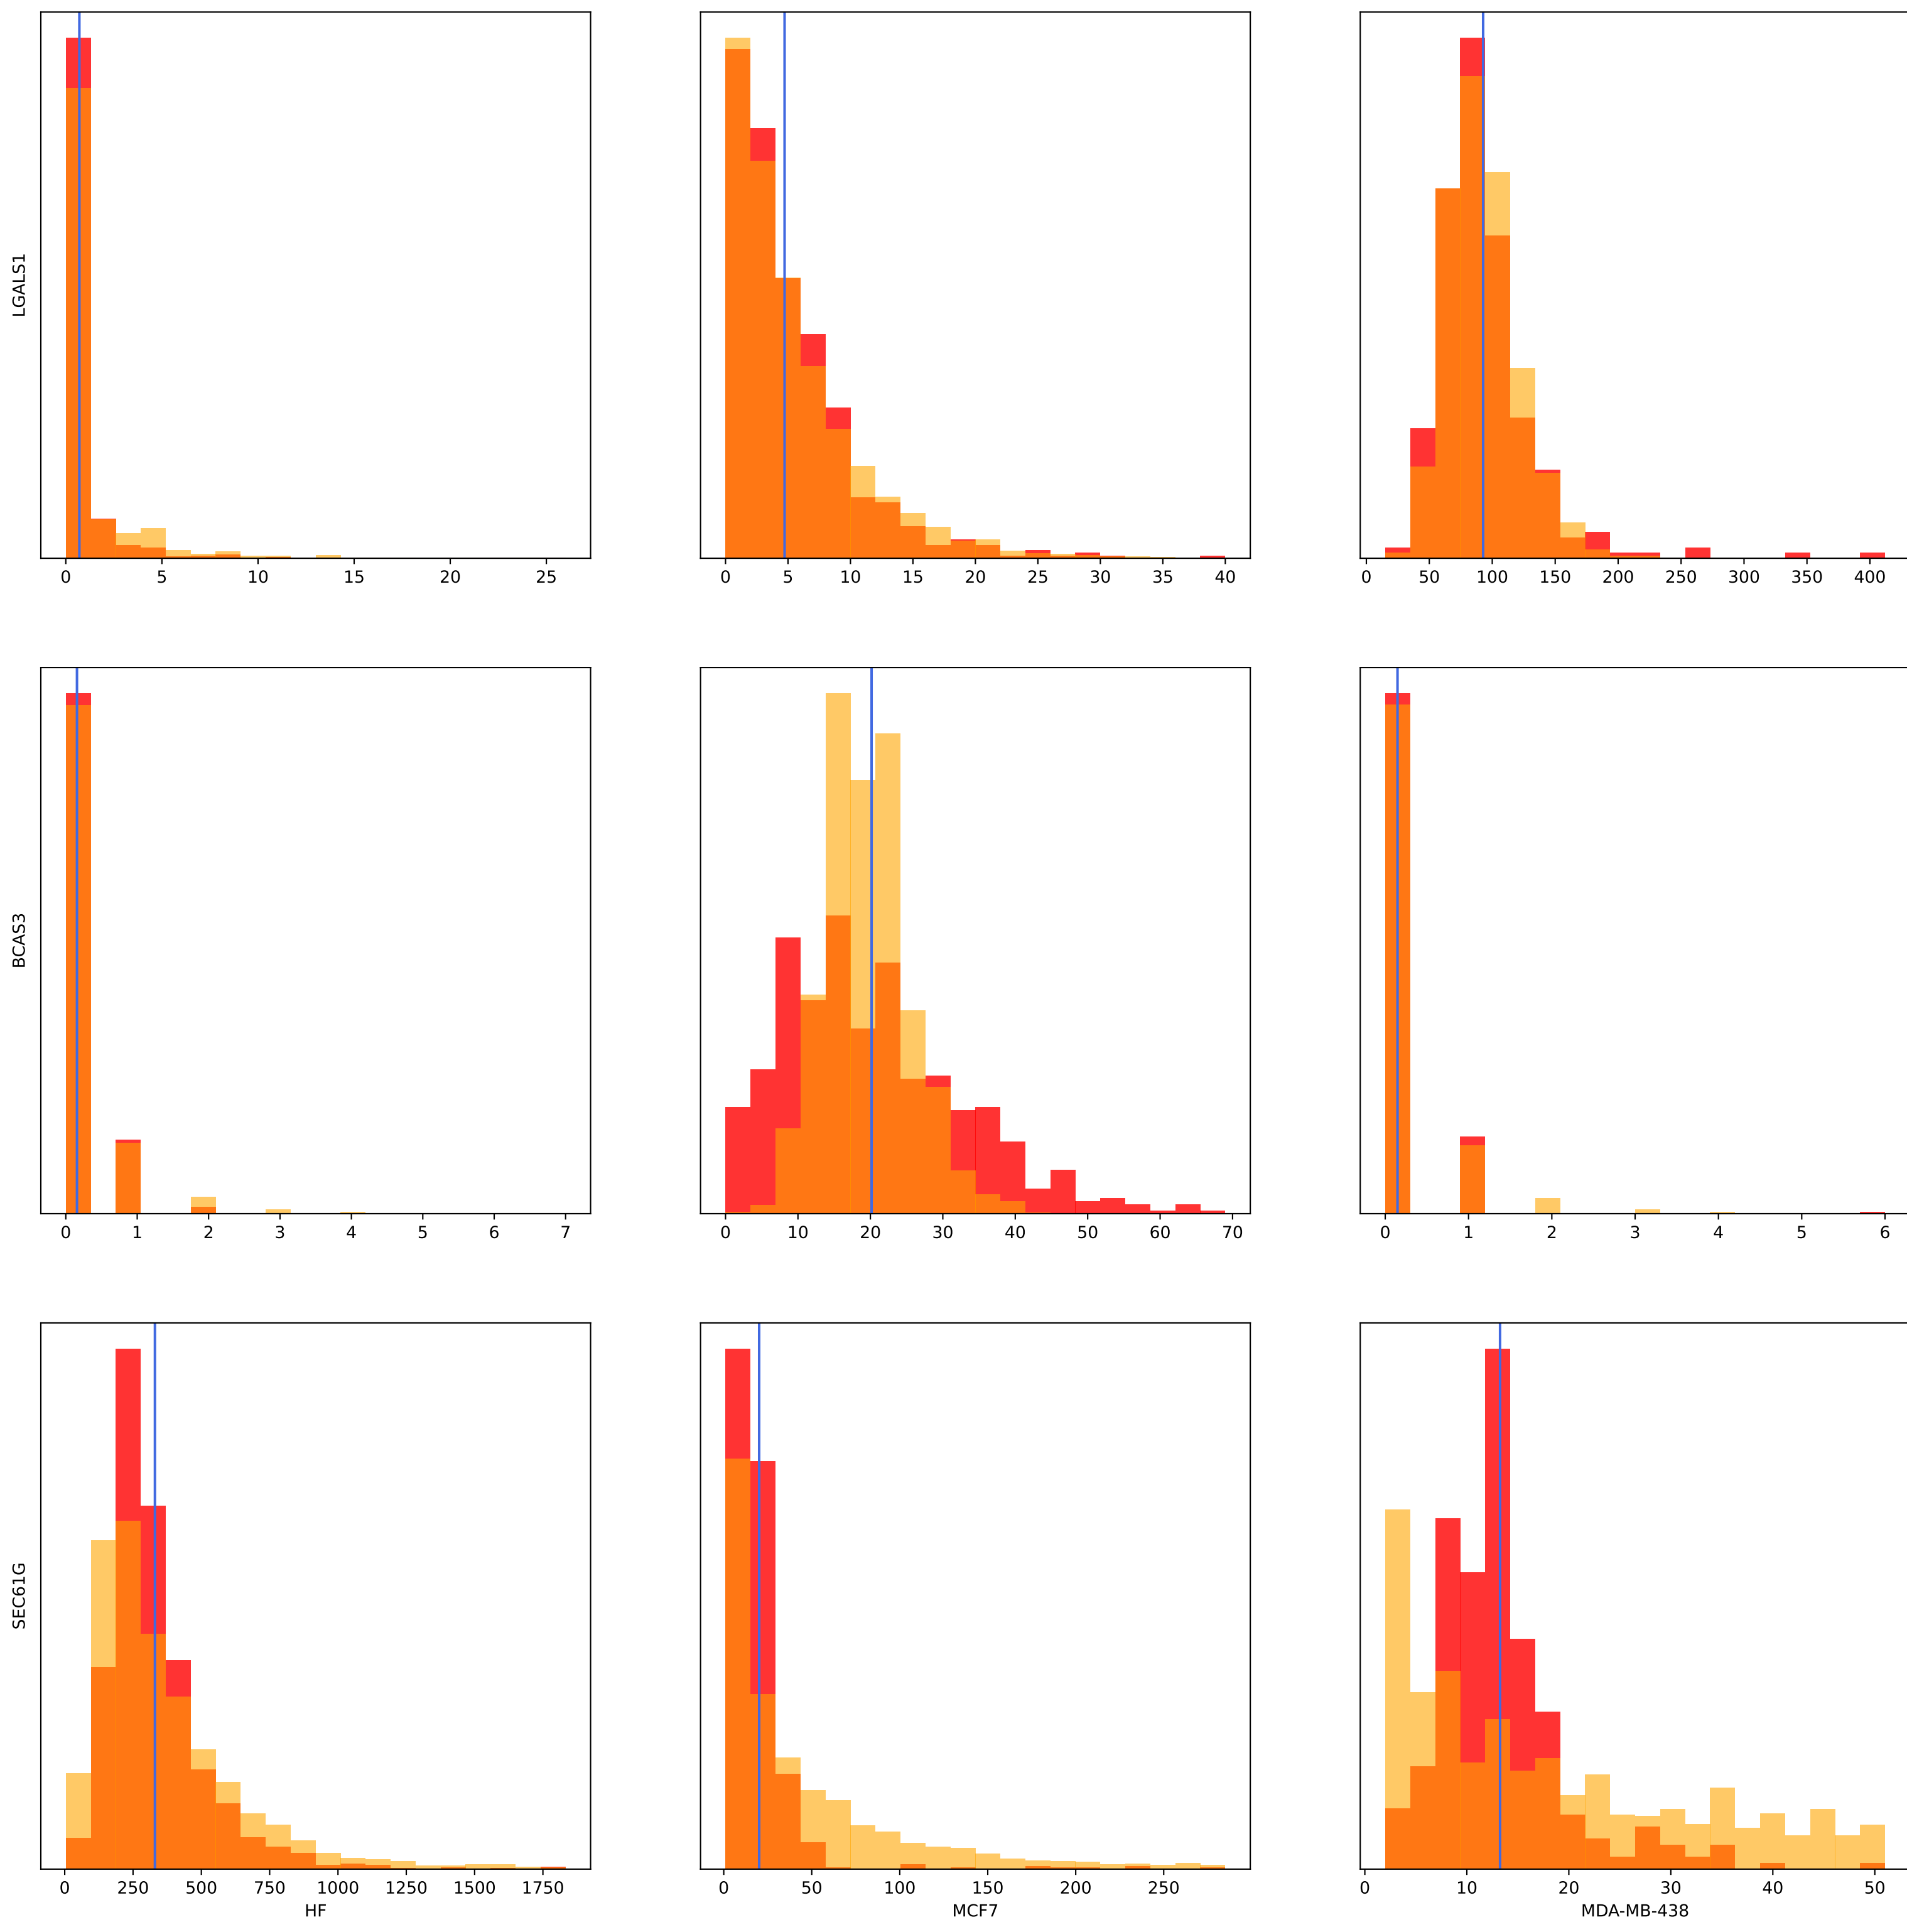 LGALS1
0 5 10 15 20 25
0 5 10 15 20 25 30 35 40
0 50 100 150 200 250 300 350 400
BCAS3
0 1 2 3 4 5 6 7
0 10 20 30 40 50 60 70
0 1 2 3 4 5 6
SEC61G
0 250 500 750 1000 1250 1500 1750
HF
0 50 100 150 200 250
MCF7
0 10 20 30 40 50
MDA-MB-438